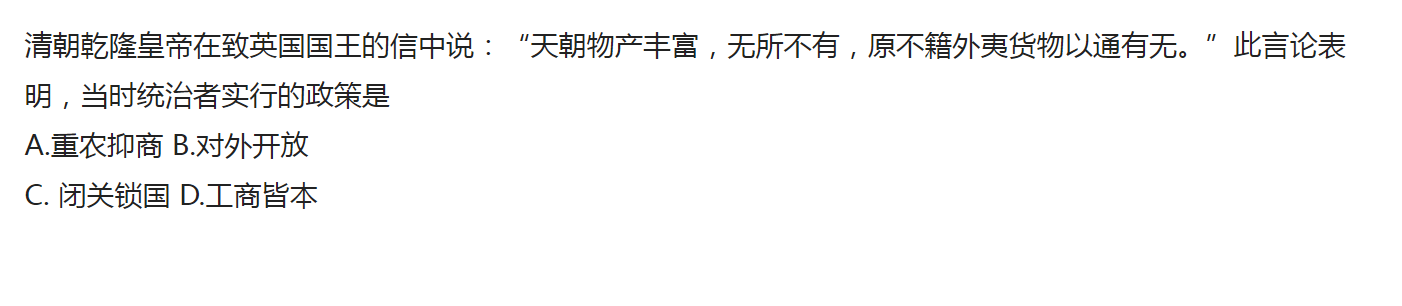 清朝乾隆皇帝在致英国国王的信中说：“天朝物产丰富，无所不有，原不籍外夷货物以通有无。”此言论表
明，当时统治者实行的政策是
A.重农抑商 B.对外开放
C. 闭关锁国 D.工商皆本